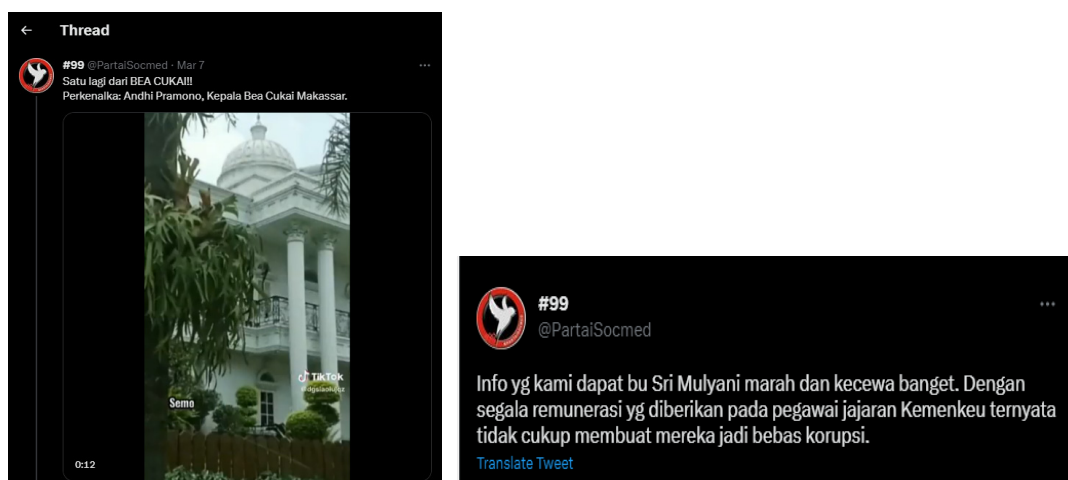 ← Thread
#99 @PartaiSocmed · Mar 7
Satu lagi dari BEA CUKAI!!
Perkenalka: Andhi Pramono, Kepala Bea Cukai Makassar.
TikTok
Semo
0:12
#99
@PartaiSocmed
Info yg kami dapat bu Sri Mulyani marah dan kecewa banget. Dengan
segala remunerasi yg diberikan pada pegawai jajaran Kemenkeu ternyata
tidak cukup membuat mereka jadi bebas korupsi.
Translate Tweet